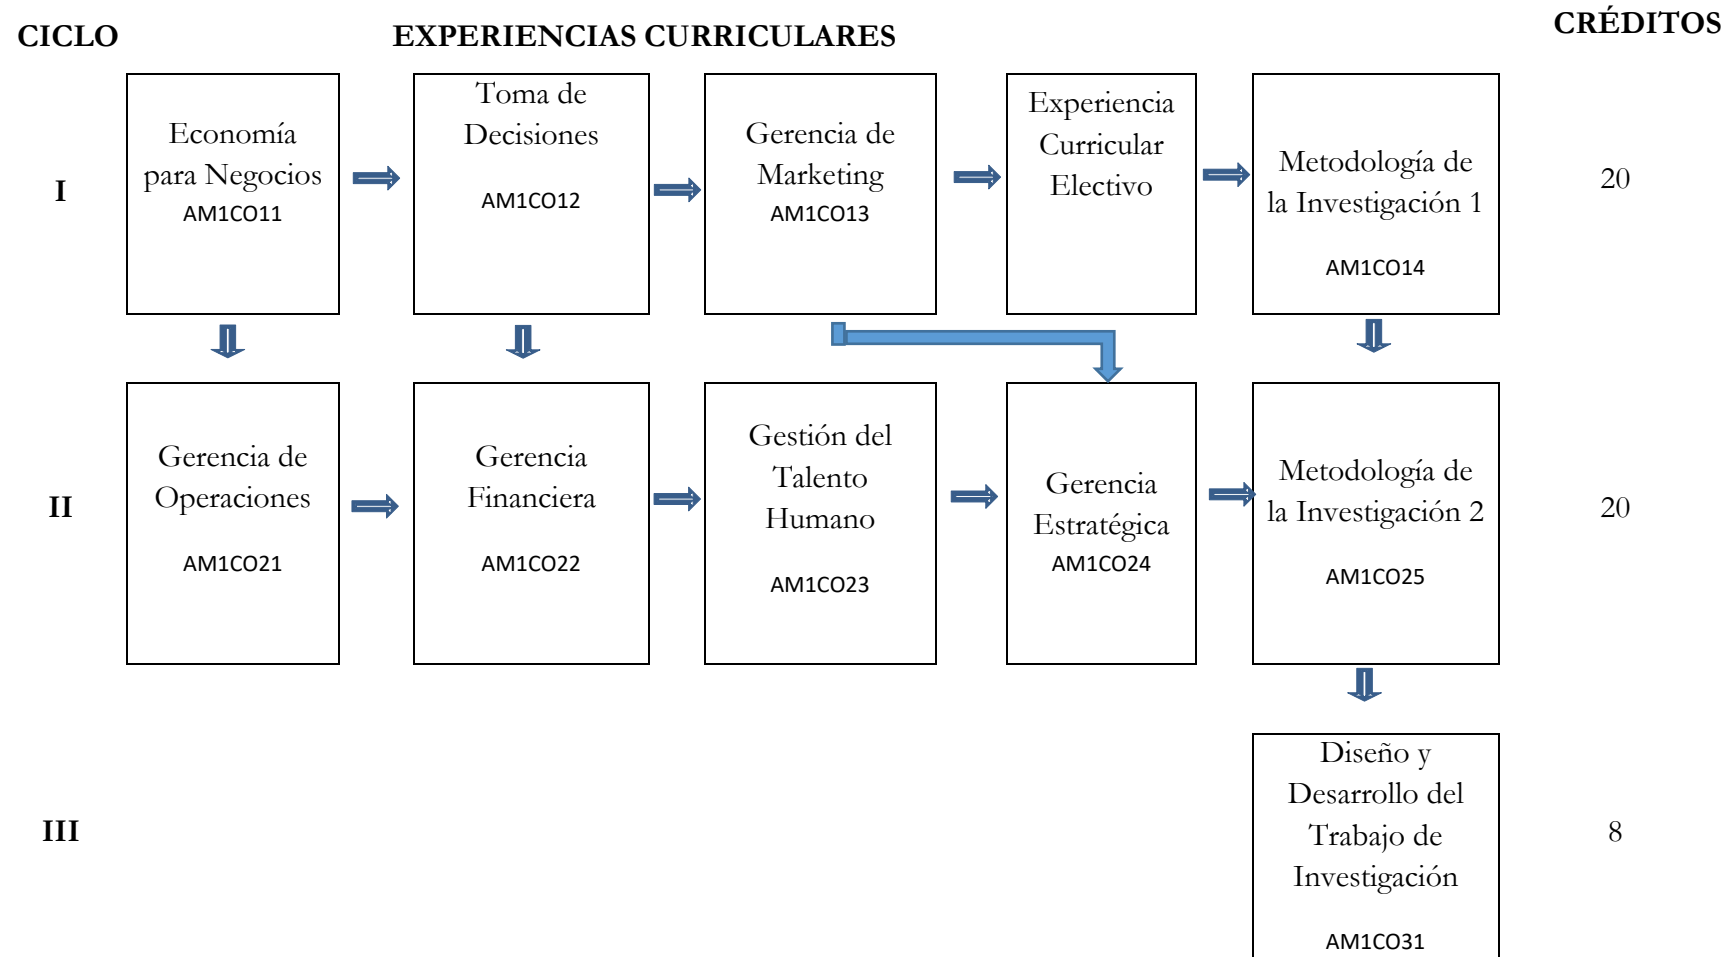 CICLO
EXPERIENCIAS CURRICULARES
CRÉDITOS
I
Economía
para Negocios
AM1CO11
Toma de
Decisiones
AM1CO12
Gerencia de
Marketing
AM1CO13
Experiencia
Curricular
Electivo
Metodología de
la Investigación 1
AM1CO14
20
II
Gerencia de
Operaciones
AM1CO21
Gerencia
Financiera
AM1CO22
Gestión del
Talento
Humano
AM1CO23
Gerencia
Estratégica
AM1CO24
Metodología de
la Investigación 2
AM1CO25
20
III
Diseño y
Desarrollo del
Trabajo de
Investigación
AM1CO31
8